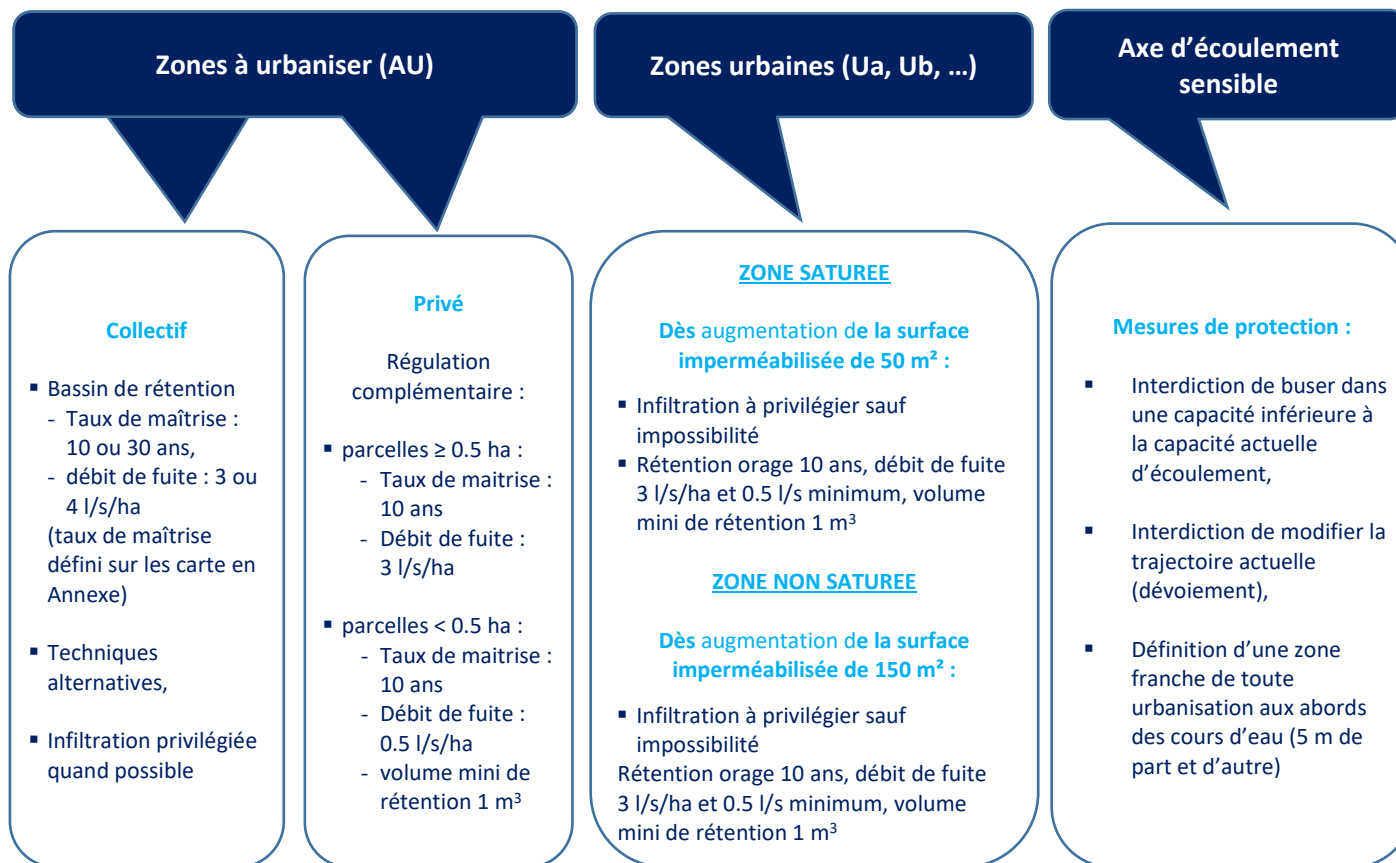 Zones à urbaniser (AU)
Zones urbaines (Ua, Ub, …)
Axe d’écoulement
sensible
Collectif
▪ Bassin de rétention
- Taux de maîtrise :
10 ou 30 ans,
- débit de fuite : 3 ou
4 l/s/ha
(taux de maîtrise
défini sur les carte en
Annexe)
▪ Techniques
alternatives,
▪ Infiltration privilégiée
quand possible
Privé
Régulation
complémentaire :
▪ parcelles ≥ 0.5 ha :
- Taux de maitrise :
10 ans
- Débit de fuite :
3 l/s/ha
▪ parcelles < 0.5 ha :
- Taux de maitrise :
10 ans
- Débit de fuite :
0.5 l/s/ha
- volume mini de
rétention 1 m³
ZONE SATUREE
Dès augmentation de la surface
imperméabilisée de 50 m² :
▪ Infiltration à privilégier sauf
impossibilité
▪ Rétention orage 10 ans, débit de fuite
3 l/s/ha et 0.5 l/s minimum, volume
mini de rétention 1 m³
ZONE NON SATUREE
Dès augmentation de la surface
imperméabilisée de 150 m² :
▪ Infiltration à privilégier sauf
impossibilité
Rétention orage 10 ans, débit de fuite
3 l/s/ha et 0.5 l/s minimum, volume
mini de rétention 1 m³
Mesures de protection :
▪ Interdiction de buser dans
une capacité inférieure à
la capacité actuelle
d’écoulement,
▪ Interdiction de modifier la
trajectoire actuelle
(dévoiement),
▪ Définition d’une zone
franche de toute
urbanisation aux abords
des cours d’eau (5 m de
part et d’autre)